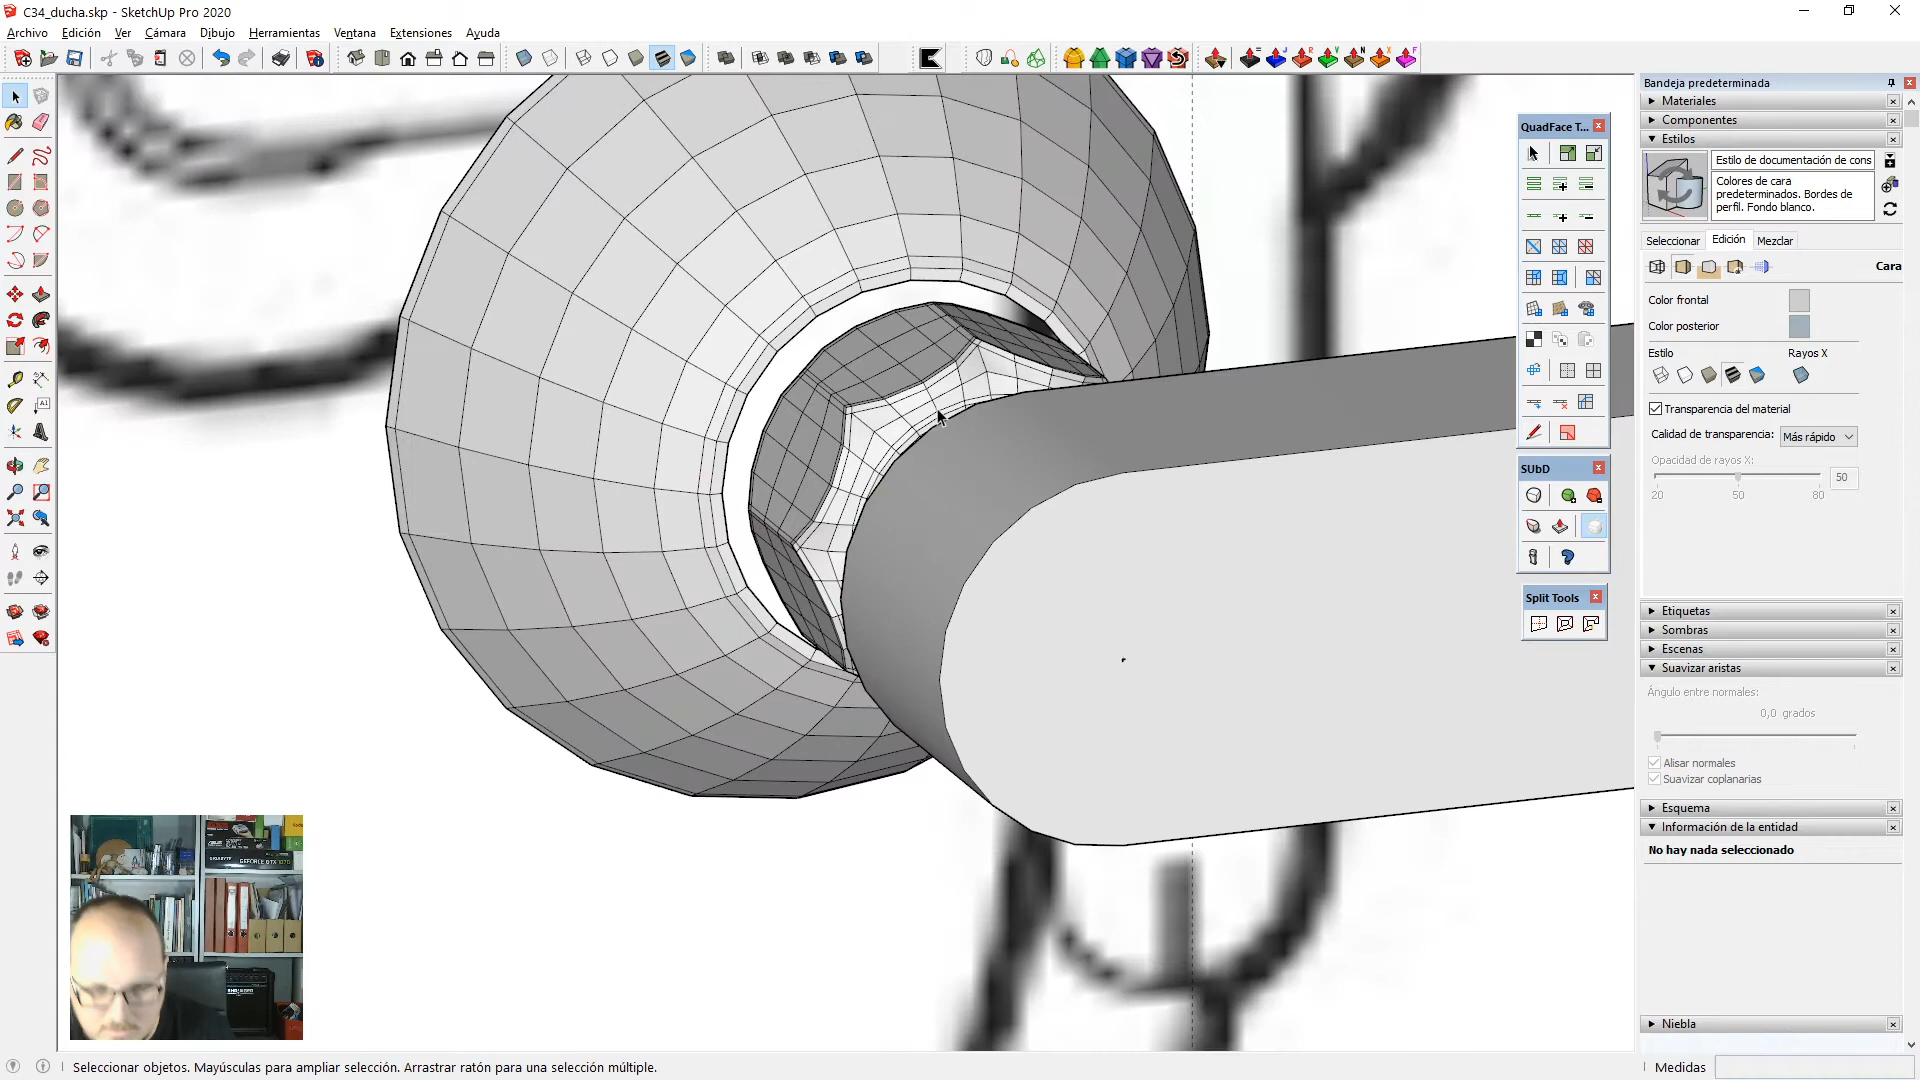 C34_ducha.skp - SketchUp Pro 2020
Archivo Edición Ver Cámara Dibujo Herramientas Ventana Extensiones Ayuda
Bandeja predeterminada
Materiales
Componentes
Estilos
Estilo de documentación de cons
Colores de cara
predeterminados. Bordes de
perfil. Fondo blanco.
Seleccionar Edición Mezclar
Cara
Color frontal
Color posterior
Estilo Rayos X
Transparencia del material
Calidad de transparencia: Más rápido
Opacidad de rayos X:
50
20 50 80
Etiquetas
Sombras
Escenas
Suavizar aristas
Ángulo entre normales:
0,0 grados
Alisar normales
Suavizar coplanarias
Esquema
Información de la entidad
No hay nada seleccionado
Niebla
QuadFace T...
SUbD
Split Tools
Seleccionar objetos. Mayúsculas para ampliar selección. Arrastrar ratón para una selección múltiple.
Medidas